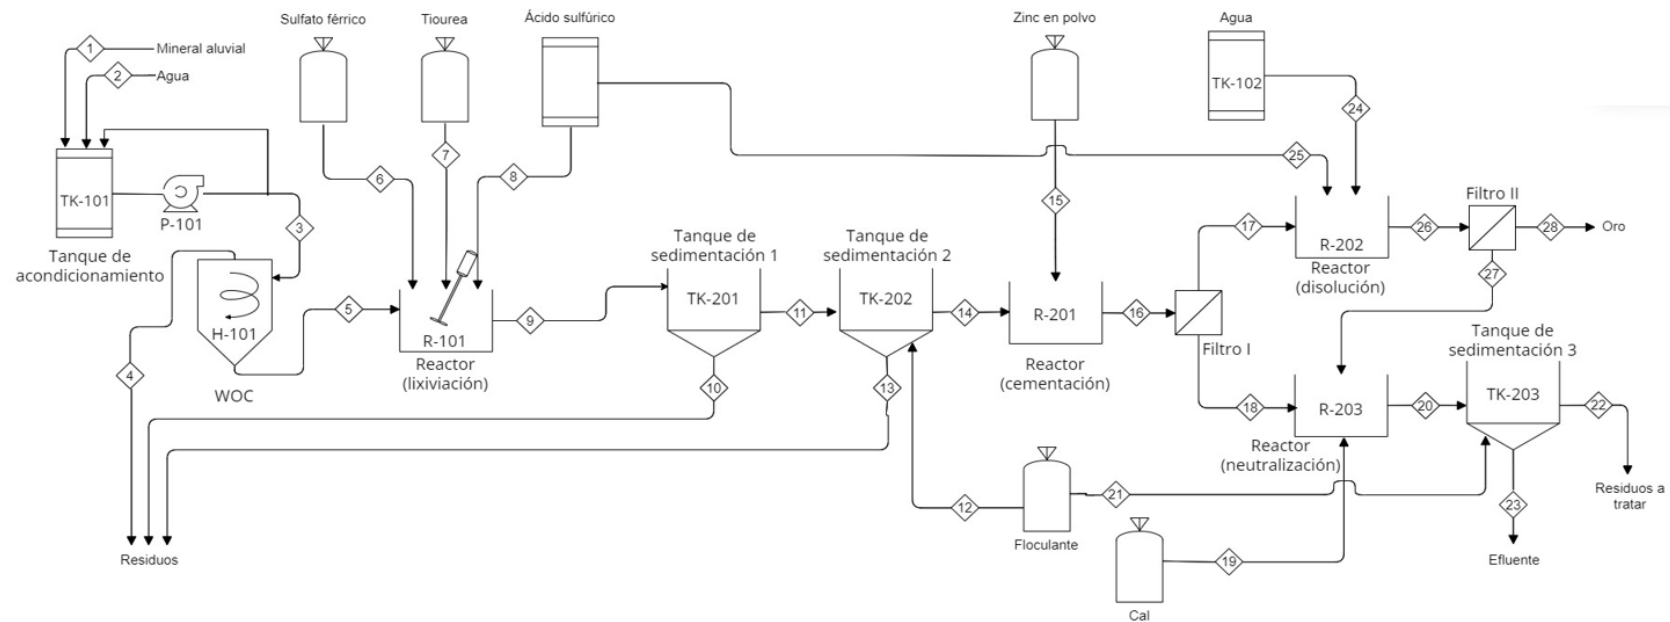 Sulfato férrico
Tiourea
Ácido sulfúrico
Zinc en polvo
Agua
1
Mineral aluvial
2
Agua
TK-102
24
7
6
8
25
15
TK-101
P-101
Tanque de
acondicionamiento
3
H-101
WOC
4
5
R-101
Reactor
(lixiviación)
9
Tanque de
sedimentación 1
TK-201
10
11
Tanque de
sedimentación 2
TK-202
13
14
R-201
Reactor
(cementación)
16
Filtro I
17
18
R-202
Reactor
(disolución)
26
Filtro II
28
Oro
27
R-203
Reactor
(neutralización)
20
Tanque de
sedimentación 3
TK-203
22
Residuos a
tratar
23
Efluente
12
Floculante
21
Cal
19
Residuos